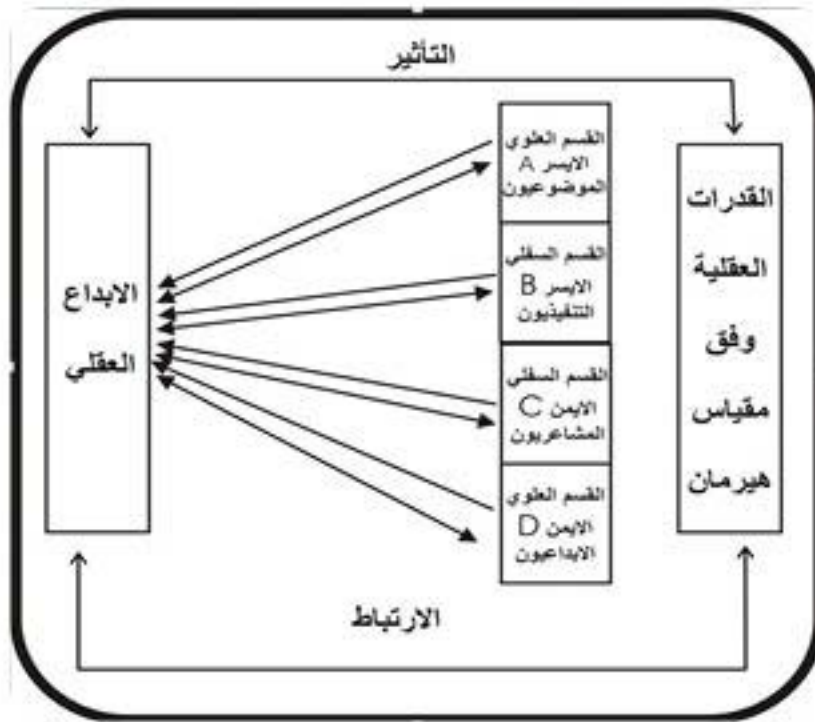 التأثير
القدرات
العقلية
وفق
مقياس
هيرمان
القسم العلوي
الايسر A
الموضوعيون
القسم السفلي
الايسر B
التنفيذيون
القسم السفلي
الايمن C
المشاعريون
القسم العلوي
الايمن D
الابداعيون
الابداع
العقلي
الارتباط